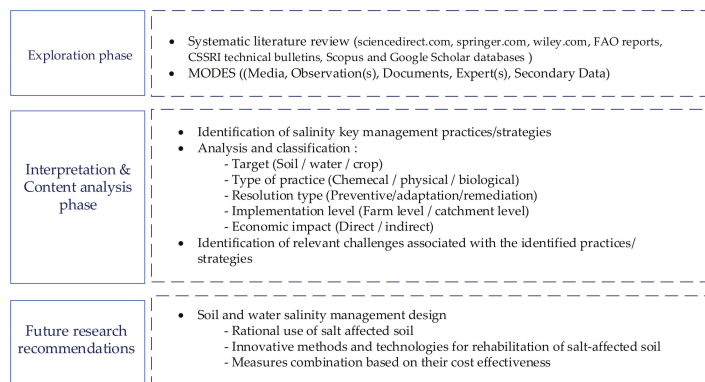 Exploration phase
• Systematic literature review (sciencedirect.com, springer.com, wiley.com, FAO reports,
CSSRI technical bulletins, Scopus and Google Scholar databases )
• MODES ((Media, Observation(s), Documents, Expert(s), Secondary Data)
Interpretation &
Content analysis
phase
• Identification of salinity key management practices/strategies
• Analysis and classification :
- Target (Soil / water / crop)
- Type of practice (Chemecal / physical / biological)
- Resolution type (Preventive/adaptation/remediation)
- Implementation level (Farm level / catchment level)
- Economic impact (Direct / indirect)
• Identification of relevant challenges associated with the identified practices/
strategies
Future research
recommendations
• Soil and water salinity management design
- Rational use of salt affected soil
- Innovative methods and technologies for rehabilitation of salt-affected soil
- Measures combination based on their cost effectiveness